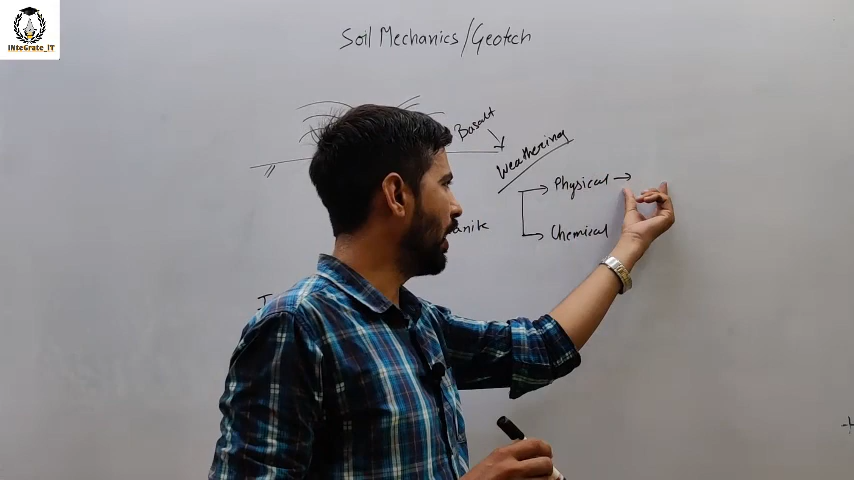 INteGrate_IT
Soil Mechanics/Geotech
Basalt
Weathering
Physical →
Chemical